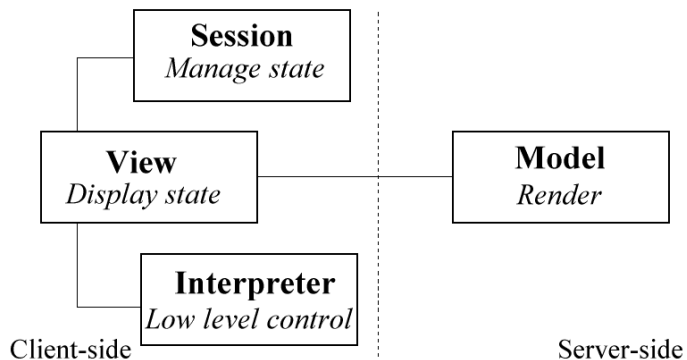 Session
Manage state
View
Display state
Model
Render
Interpreter
Low level control
Client-side
Server-side